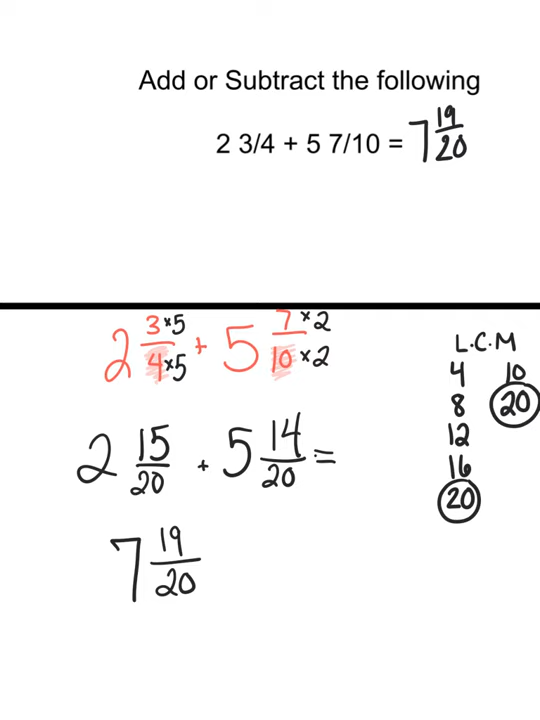 Add or Subtract the following
2 3/4 + 5 7/10 = 7 19/20
2 3×5/4×5 + 5 7×2/10×2
L.C.M
4 10
8 20
12
16
20
2 15/20 + 5 14/20 =
7 19/20